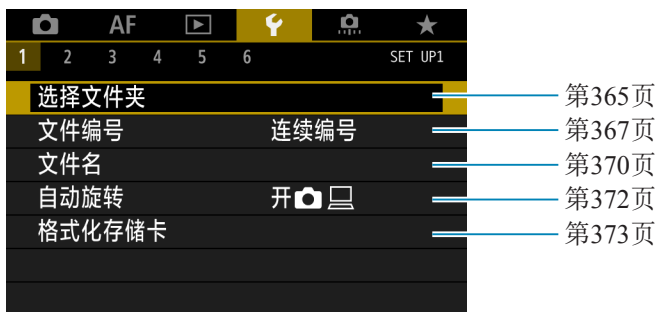 AF
1 2 3 4 5 6 SET UP1
选择文件夹 第365页
文件编号 连续编号 第367页
文件名 第370页
自动旋转 开 第372页
格式化存储卡 第373页